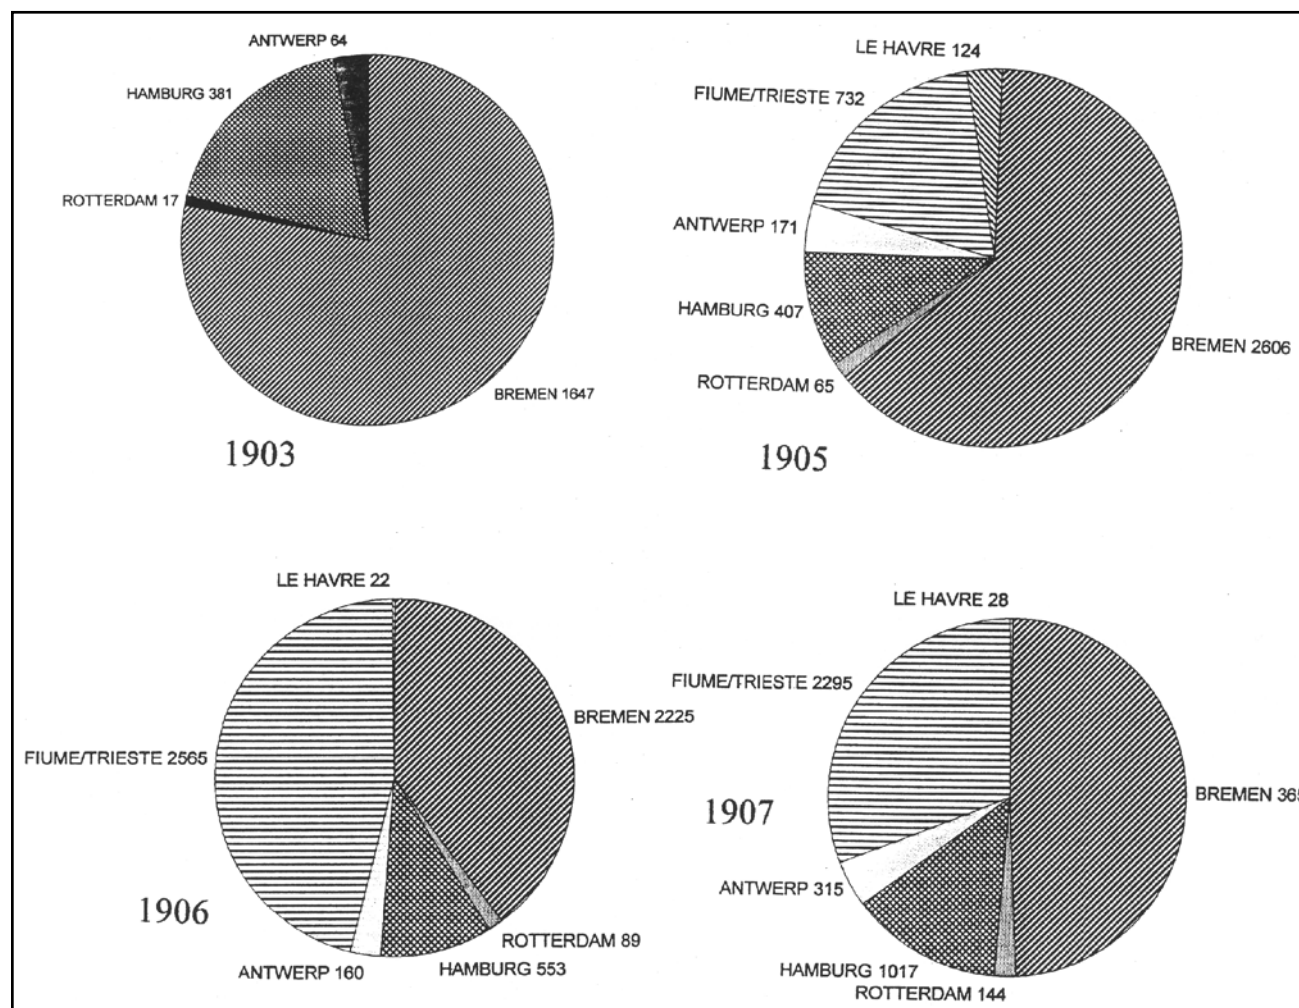 ANTWERP 64
HAMBURG 381
ROTTERDAM 17
BREMEN 1647
1903
LE HAVRE 124
FIUME/TRIESTE 732
ANTWERP 171
HAMBURG 407
ROTTERDAM 65
BREMEN 2606
1905
LE HAVRE 22
BREMEN 2225
FIUME/TRIESTE 2565
ROTTERDAM 89
HAMBURG 553
ANTWERP 160
1906
LE HAVRE 28
FIUME/TRIESTE 2295
BREMEN 365
ANTWERP 315
HAMBURG 1017
ROTTERDAM 144
1907